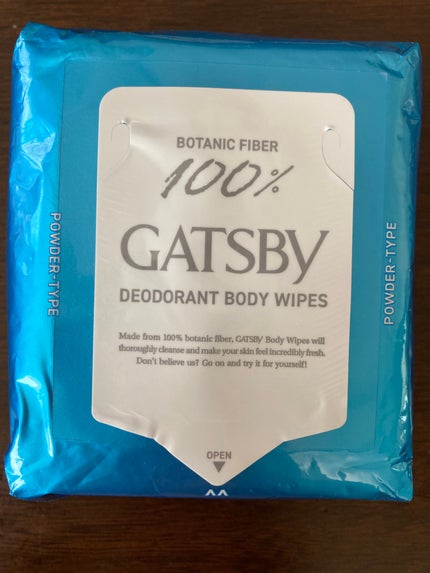 BOTANIC FIBER
100%
GATSBY
DEODORANT BODY WIPES
Made from 100% botanic fiber, GATSBY Body Wipes will
thoroughly cleanse and make your skin feel incredibly fresh.
Don't believe us? Go on and try it for yourself!
OPEN
POWDER-TYPE
POWDER-TYPE